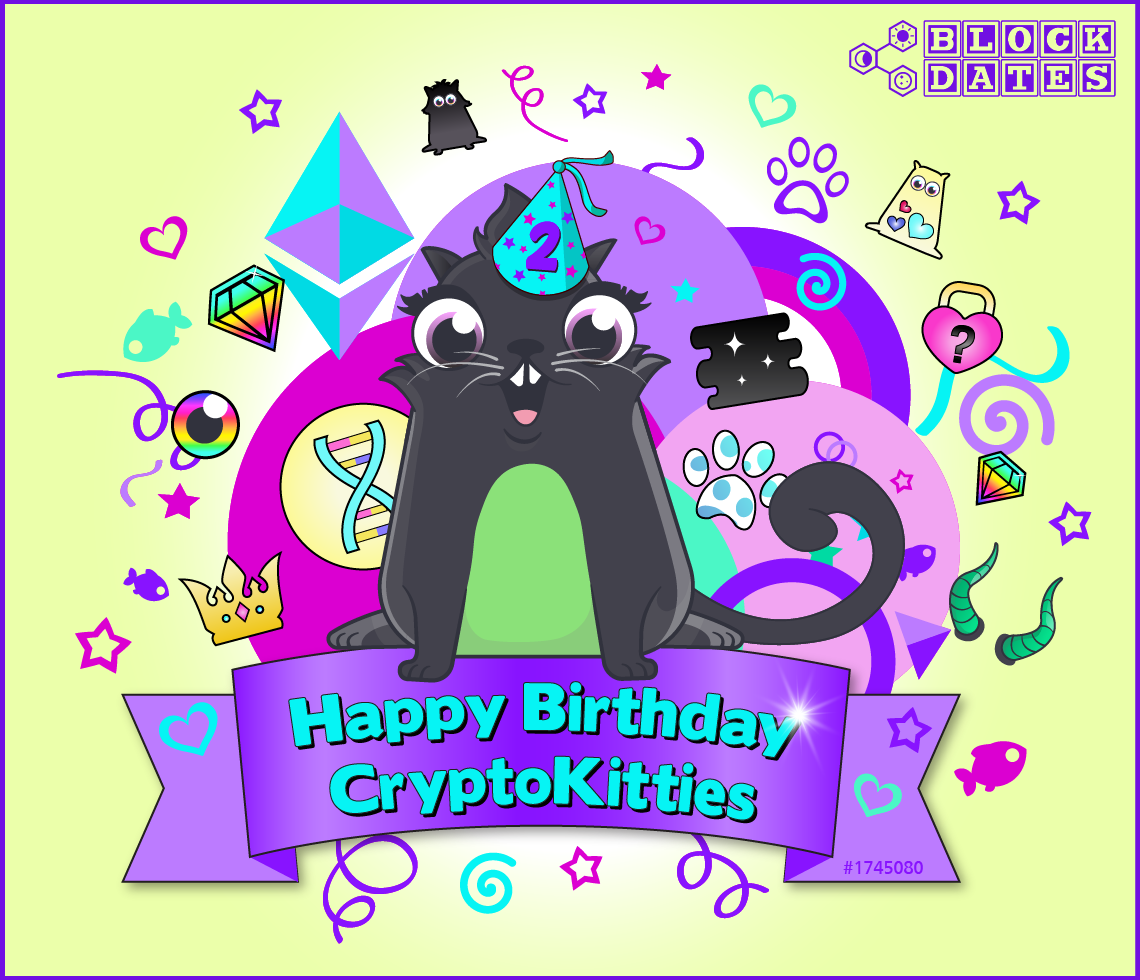 BLOCK
DATES
2
?
Happy Birthday
CryptoKitties
#1745080